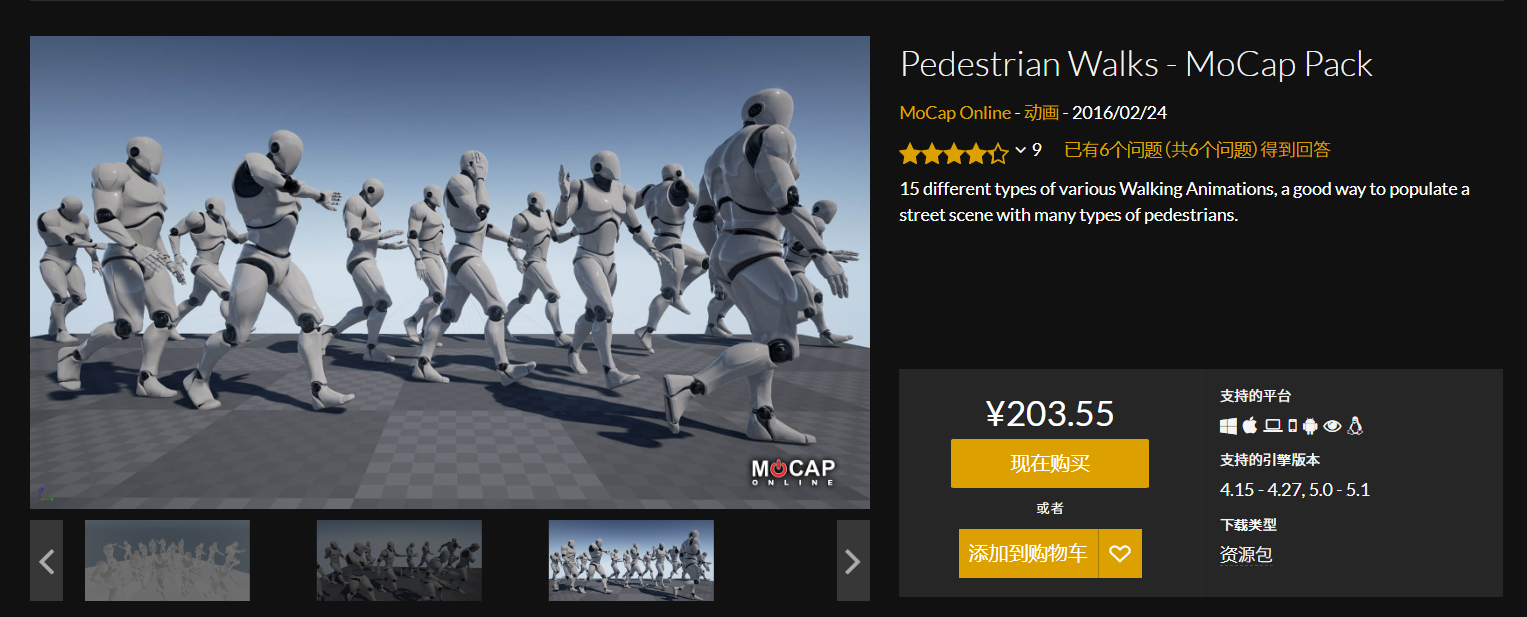 Pedestrian Walks - MoCap Pack
MoCap Online - 动画 - 2016/02/24
9 已有6个问题 (共6个问题) 得到回答
15 different types of various Walking Animations, a good way to populate a
street scene with many types of pedestrians.
MOCAP
ONLINE
¥203.55
现在购买
或者
添加到购物车
支持的平台
支持的引擎版本
4.15 - 4.27, 5.0 - 5.1
下载类型
资源包